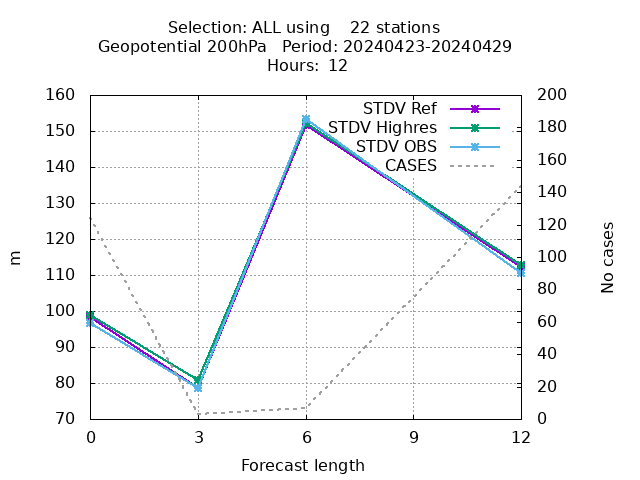 Selection: ALL using    22 stations
Geopotential 200hPa   Period: 20240423-20240429
Hours:  12
STDV Ref
STDV Highres
STDV OBS
CASES
160
150
140
130
120
110
100
90
80
70
m
200
180
160
140
120
100
80
60
40
20
0
No cases
0 3 6 9 12
Forecast length